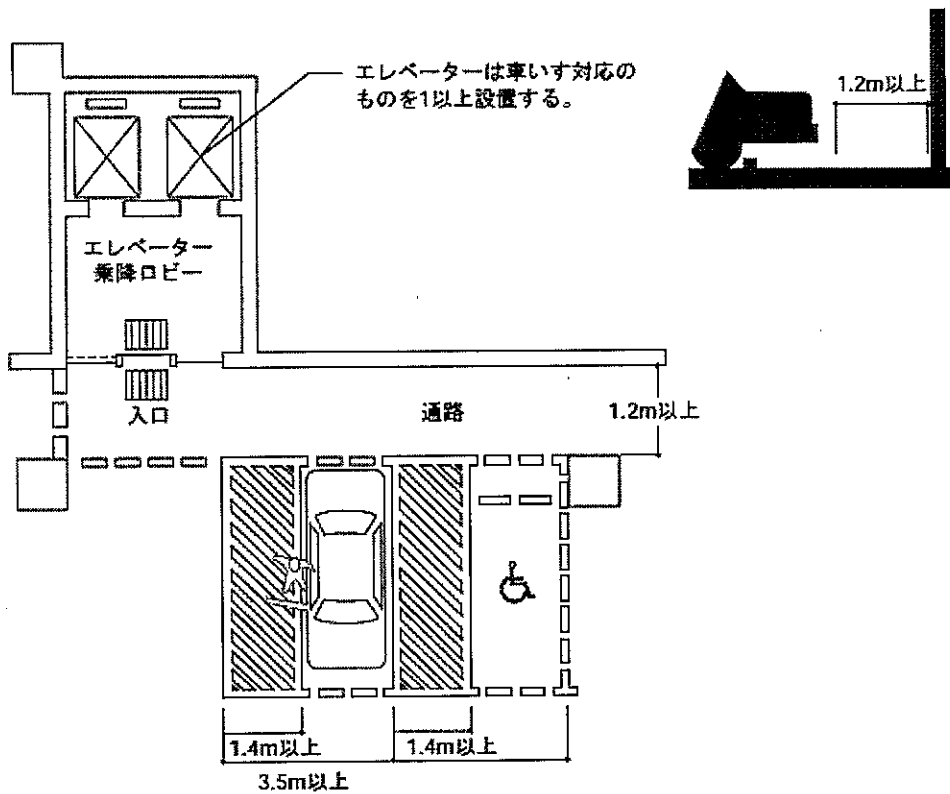 エレベーターは車いす対応の
ものを1以上設置する。
1.2m以上
エレベーター
乗降ロビー
入口
通路
1.2m以上
1.4m以上
1.4m以上
3.5m以上